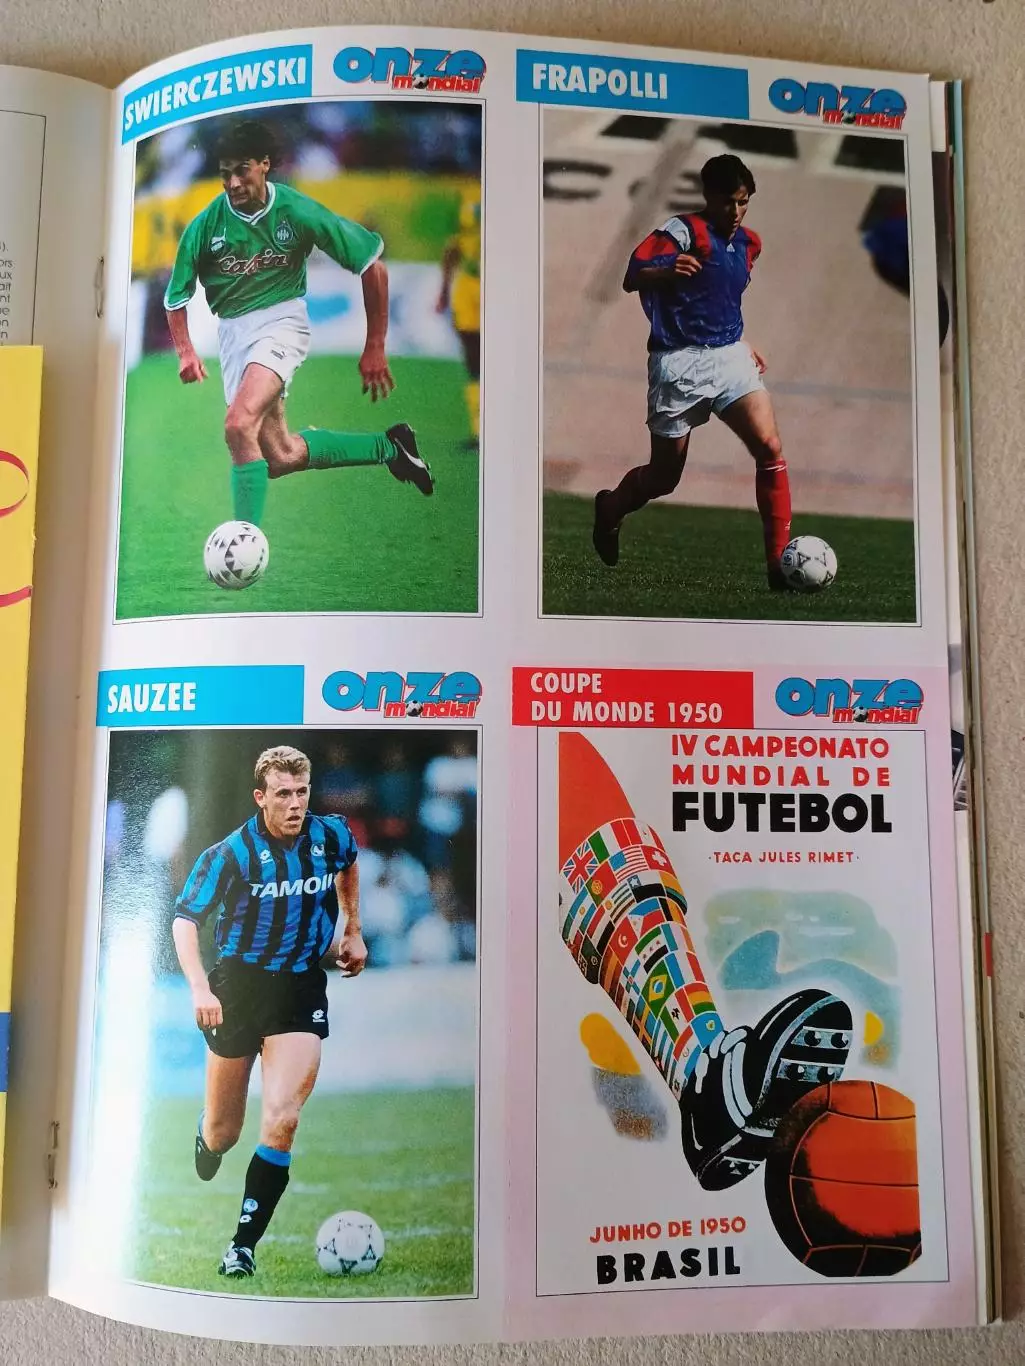 SWIERCZEWSKI
onze
mondial
FRAPOLLI
onze
mondial
Casino
SAUZEE
onze
mondial
TAMOIL
COUPE
DU MONDE 1950
onze
mondial
IV CAMPEONATO
MUNDIAL DE
FUTEBOL
·TACA JULES RIMET·
JUNHO DE 1950
BRASIL